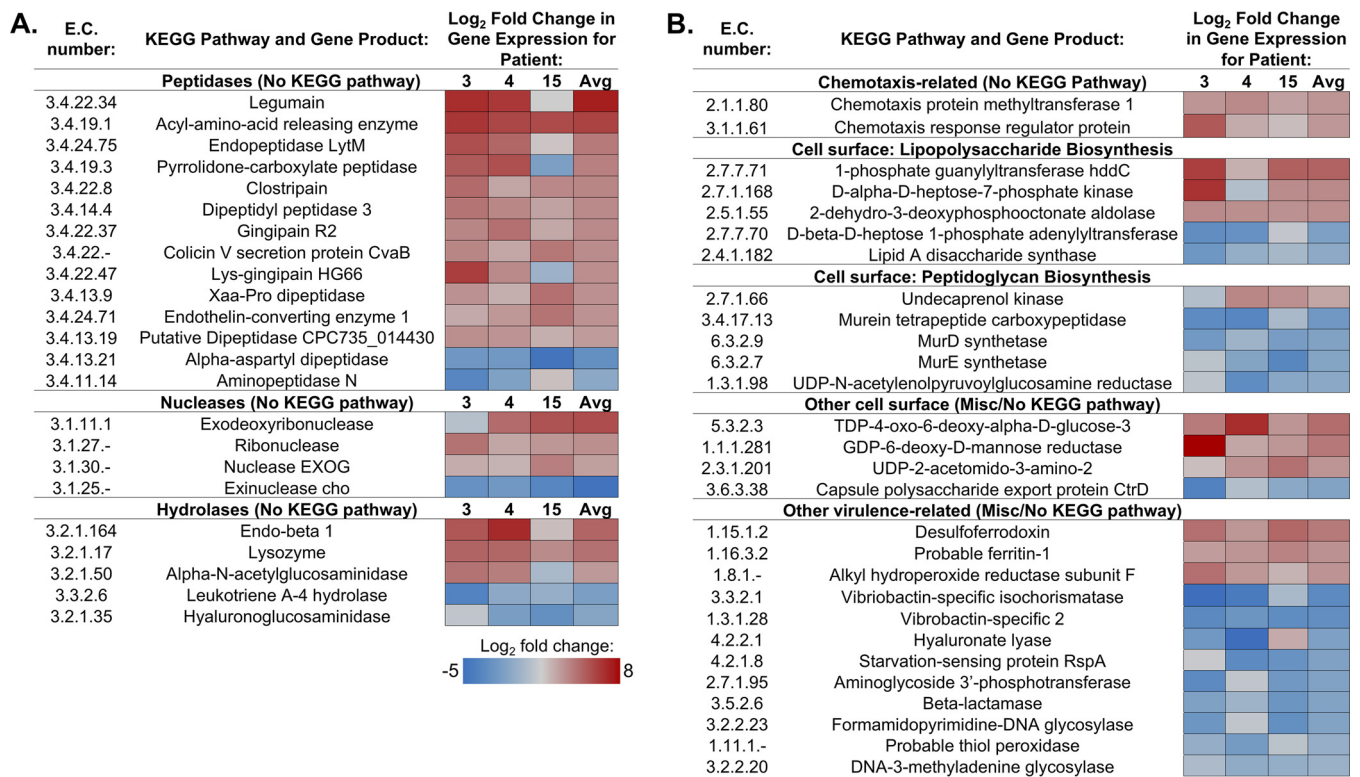 A.
E.C. number:
KEGG Pathway and Gene Product:
Log2 Fold Change in Gene Expression for Patient:
Peptidases (No KEGG pathway) 3 4 15 Avg
3.4.22.34 Legumain
3.4.19.1 Acyl-amino-acid releasing enzyme
3.4.24.75 Endopeptidase LytM
3.4.19.3 Pyrrolidone-carboxylate peptidase
3.4.22.8 Clostripain
3.4.14.4 Dipeptidyl peptidase 3
3.4.22.37 Gingipain R2
3.4.22.- Colicin V secretion protein CvaB
3.4.22.47 Lys-gingipain HG66
3.4.13.9 Xaa-Pro dipeptidase
3.4.24.71 Endothelin-converting enzyme 1
3.4.13.19 Putative Dipeptidase CPC735_014430
3.4.13.21 Alpha-aspartyl dipeptidase
3.4.11.14 Aminopeptidase N
Nucleases (No KEGG pathway) 3 4 15 Avg
3.1.11.1 Exodeoxyribonuclease
3.1.27.- Ribonuclease
3.1.30.- Nuclease EXOG
3.1.25.- Exinuclease cho
Hydrolases (No KEGG pathway) 3 4 15 Avg
3.2.1.164 Endo-beta 1
3.2.1.17 Lysozyme
3.2.1.50 Alpha-N-acetylglucosaminidase
3.3.2.6 Leukotriene A-4 hydrolase
3.2.1.35 Hyaluronoglucosaminidase
Log2 fold change:
-5 8
B.
E.C. number:
KEGG Pathway and Gene Product:
Log2 Fold Change in Gene Expression for Patient:
Chemotaxis-related (No KEGG Pathway) 3 4 15 Avg
2.1.1.80 Chemotaxis protein methyltransferase 1
3.1.1.61 Chemotaxis response regulator protein
Cell surface: Lipopolysaccharide Biosynthesis
2.7.7.71 1-phosphate guanylyltransferase hddC
2.7.1.168 D-alpha-D-heptose-7-phosphate kinase
2.5.1.55 2-dehydro-3-deoxyphosphooctonate aldolase
2.7.7.70 D-beta-D-heptose 1-phosphate adenylyltransferase
2.4.1.182 Lipid A disaccharide synthase
Cell surface: Peptidoglycan Biosynthesis
2.7.1.66 Undecaprenol kinase
3.4.17.13 Murein tetrapeptide carboxypeptidase
6.3.2.9 MurD synthetase
6.3.2.7 MurE synthetase
1.3.1.98 UDP-N-acetylenolpyruvoylglucosamine reductase
Other cell surface (Misc/No KEGG pathway)
5.3.2.3 TDP-4-oxo-6-deoxy-alpha-D-glucose-3
1.1.1.281 GDP-6-deoxy-D-mannose reductase
2.3.1.201 UDP-2-acetomido-3-amino-2
3.6.3.38 Capsule polysaccharide export protein CtrD
Other virulence-related (Misc/No KEGG pathway)
1.15.1.2 Desulfoferrodoxin
1.16.3.2 Probable ferritin-1
1.8.1.- Alkyl hydroperoxide reductase subunit F
3.3.2.1 Vibriobactin-specific isochorismatase
1.3.1.28 Vibrobactin-specific 2
4.2.2.1 Hyaluronate lyase
4.2.1.8 Starvation-sensing protein RspA
2.7.1.95 Aminoglycoside 3'-phosphotransferase
3.5.2.6 Beta-lactamase
3.2.2.23 Formamidopyrimidine-DNA glycosylase
1.11.1.- Probable thiol peroxidase
3.2.2.20 DNA-3-methyladenine glycosylase